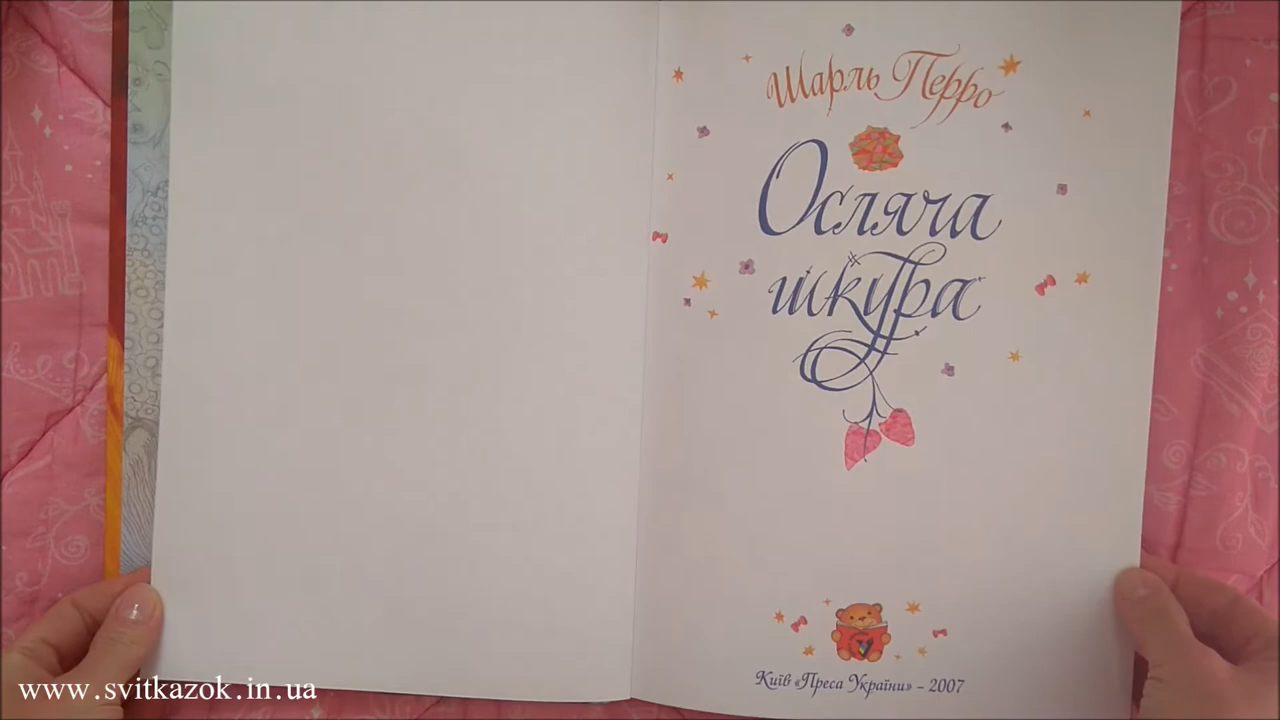 Шарль Перро
Осляча
шкура
Київ «Преса України» – 2007
www.svitkazok.in.ua